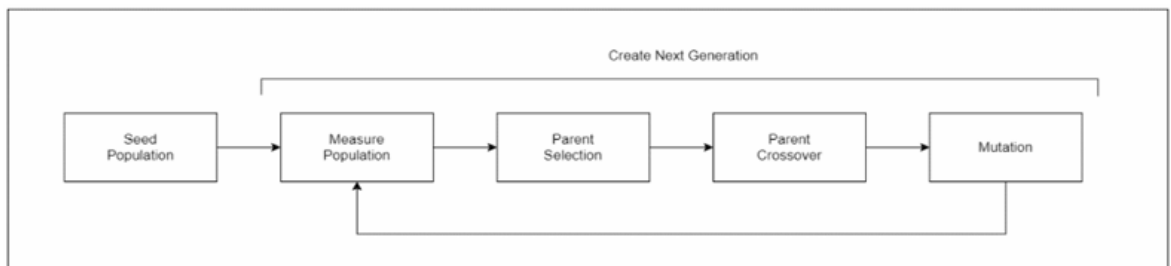 Create Next Generation
Seed
Population
Measure
Population
Parent
Selection
Parent
Crossover
Mutation